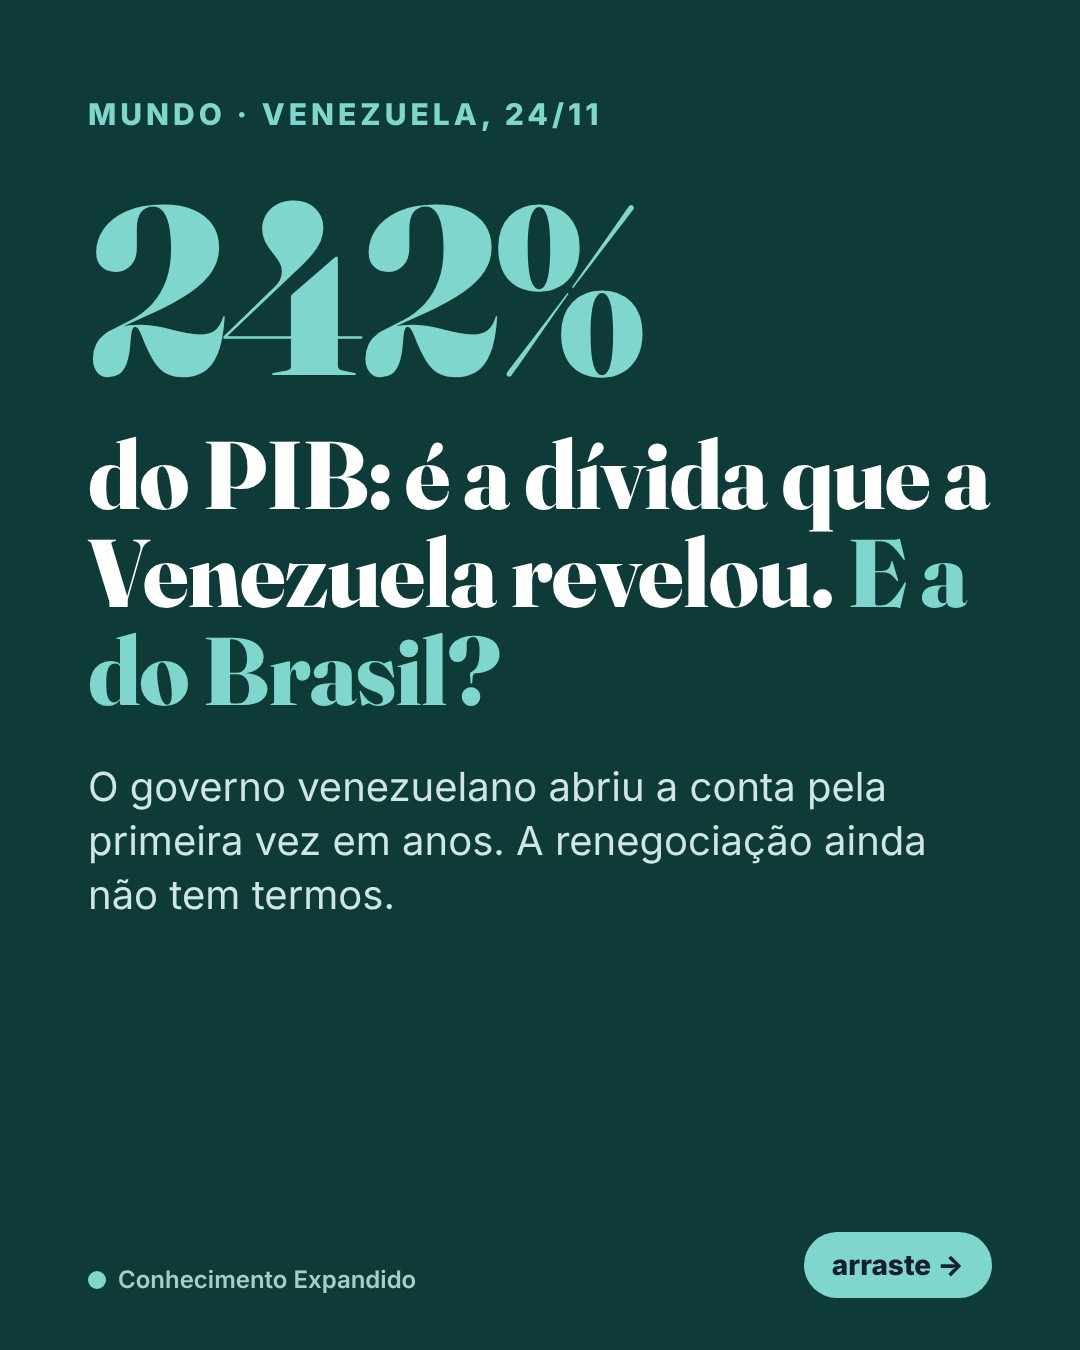 MUNDO · VENEZUELA, 24/11
242%
do PIB: é a dívida que a
Venezuela revelou. E a
do Brasil?
O governo venezuelano abriu a conta pela
primeira vez em anos. A renegociação ainda
não tem termos.
Conhecimento Expandido
arraste →